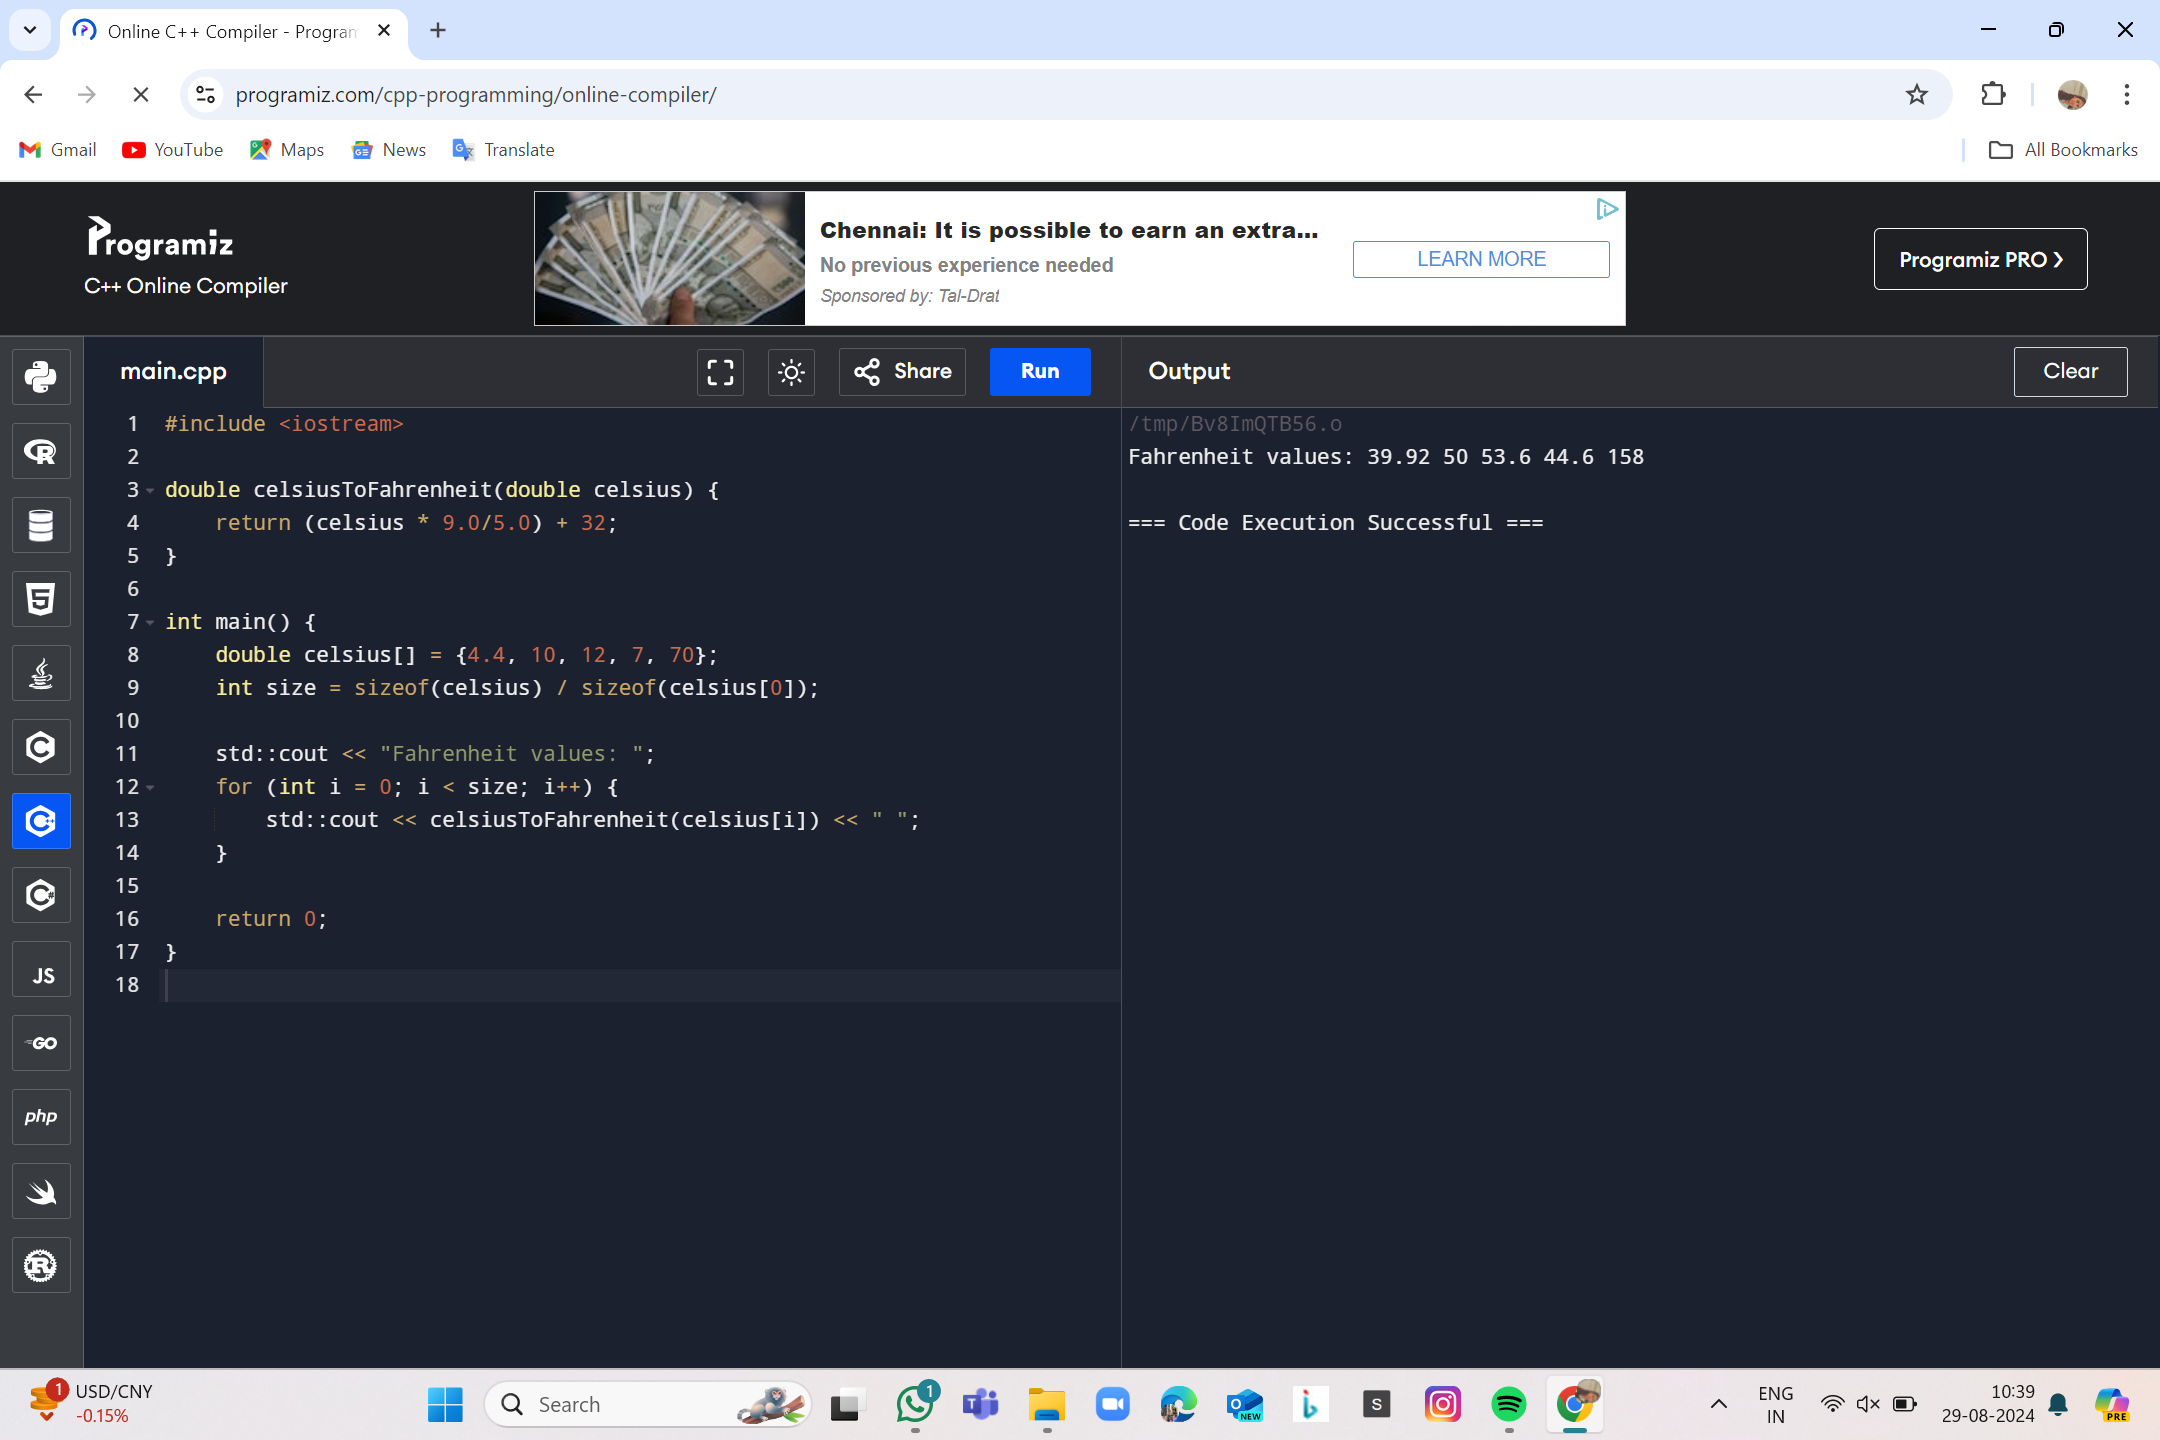 Online C++ Compiler - Program
programiz.com/cpp-programming/online-compiler/
Gmail YouTube Maps News Translate All Bookmarks
Programiz
C++ Online Compiler
Chennai: It is possible to earn an extra...
No previous experience needed
Sponsored by: Tal-Drat
LEARN MORE
Programiz PRO ›
main.cpp Share Run
1 #include <iostream>
2
3 double celsiusToFahrenheit(double celsius) {
4     return (celsius * 9.0/5.0) + 32;
5 }
6
7 int main() {
8     double celsius[] = {4.4, 10, 12, 7, 70};
9     int size = sizeof(celsius) / sizeof(celsius[0]);
10
11     std::cout << "Fahrenheit values: ";
12     for (int i = 0; i < size; i++) {
13         std::cout << celsiusToFahrenheit(celsius[i]) << " ";
14     }
15
16     return 0;
17 }
18
Output Clear
/tmp/Bv8ImQTB56.o
Fahrenheit values: 39.92 50 53.6 44.6 158
=== Code Execution Successful ===
R
5
C
C++
C#
JS
GO
php
R
1
USD/CNY
-0.15%
Search
1
T
O
NEW
b
S
ENG
IN
10:39
29-08-2024
PRE